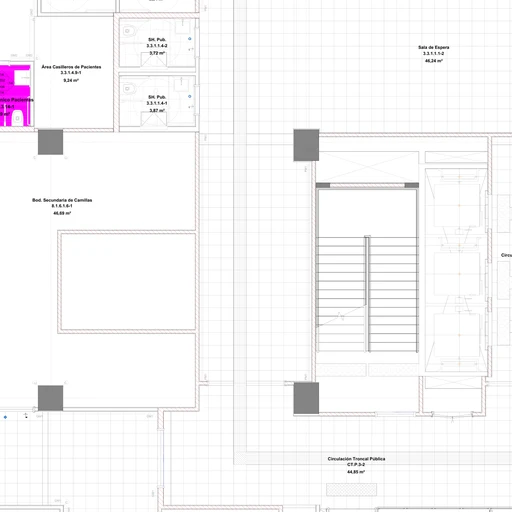 SH. Pub.
3.3.1.1.4-2
3,72 m²
Sala de Espera
3.3.1.1.1-2
46,24 m²
Área Casilleros de Pacientes
3.3.1.4.9-1
9,24 m²
SH. Pub.
3.3.1.1.4-1
3,87 m²
Pacientes
Bod. Secundaria de Camillas
8.1.6.1.6-1
46,69 m²
Circu
Circulación Troncal Pública
CT.P.3-2
44,85 m²